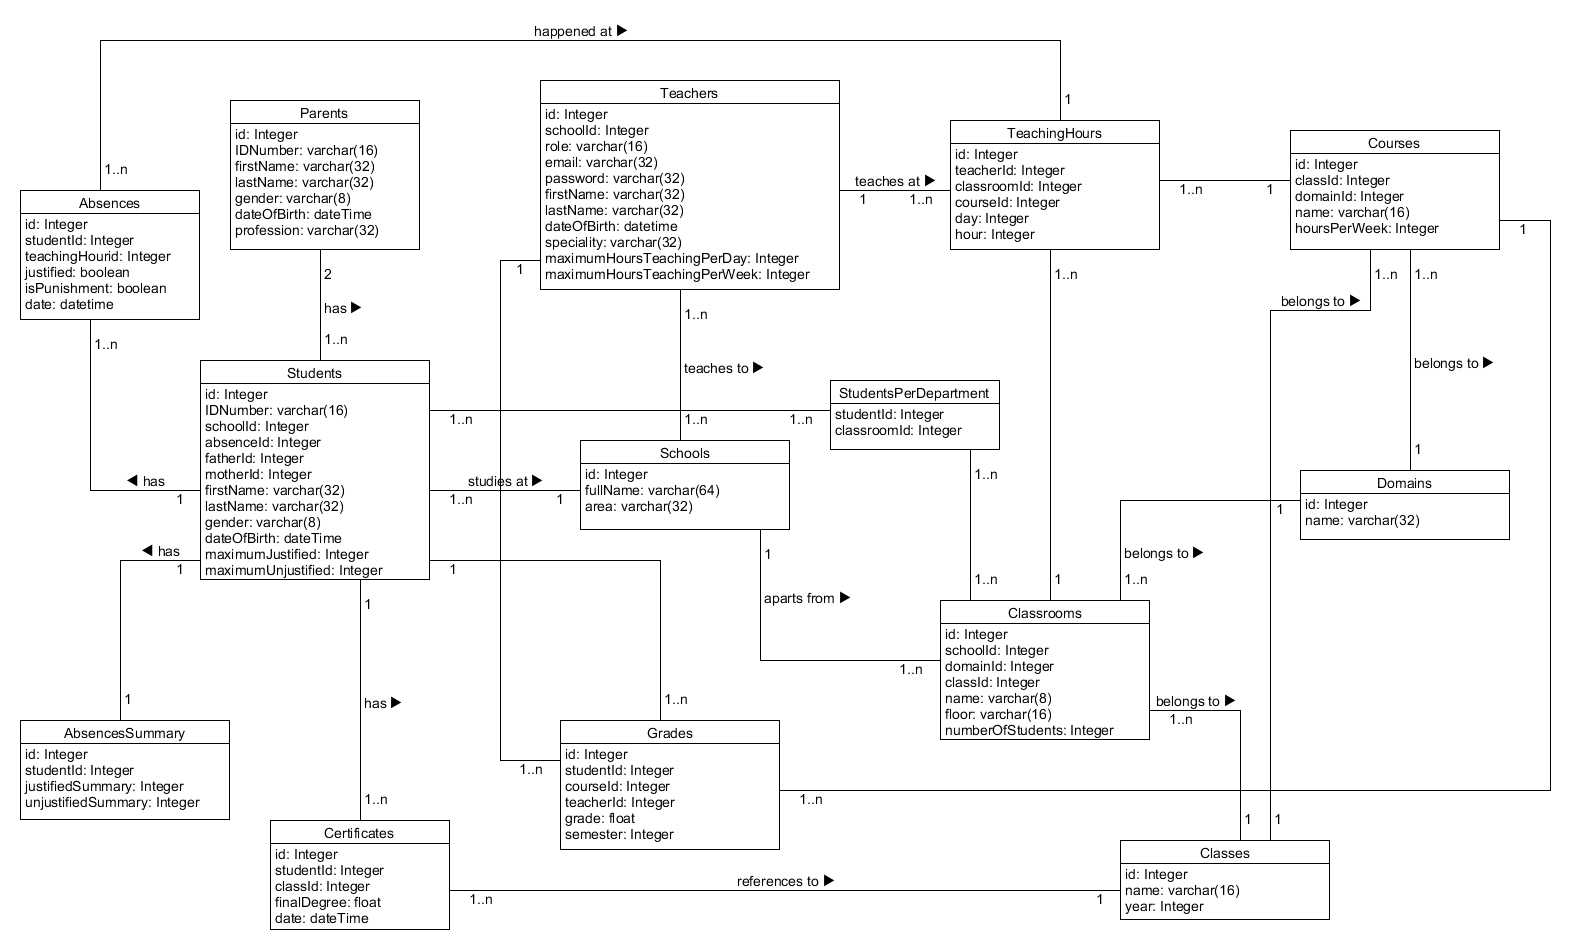 happened at ▶
1
1..n
Parents
id: Integer
IDNumber: varchar(16)
firstName: varchar(32)
lastName: varchar(32)
gender: varchar(8)
dateOfBirth: dateTime
profession: varchar(32)
Teachers
id: Integer
schoolId: Integer
role: varchar(16)
email: varchar(32)
password: varchar(32)
firstName: varchar(32)
lastName: varchar(32)
dateOfBirth: datetime
speciality: varchar(32)
maximumHoursTeachingPerDay: Integer
maximumHoursTeachingPerWeek: Integer
teaches at ▶
1
1..n
TeachingHours
id: Integer
teacherId: Integer
classroomId: Integer
courseId: Integer
day: Integer
hour: Integer
1..n
1
Courses
id: Integer
classId: Integer
domainId: Integer
name: varchar(16)
hoursPerWeek: Integer
1
Absences
id: Integer
studentId: Integer
teachingHourid: Integer
justified: boolean
isPunishment: boolean
date: datetime
1..n
2
has ▶
1..n
1
1..n
teaches to ▶
1..n
1..n
1..n
1..n
belongs to ▶
belongs to ▶
1
Students
id: Integer
IDNumber: varchar(16)
schoolId: Integer
absenceId: Integer
fatherId: Integer
motherId: Integer
firstName: varchar(32)
lastName: varchar(32)
gender: varchar(8)
dateOfBirth: dateTime
maximumJustified: Integer
maximumUnjustified: Integer
◀ has
1
◀ has
1
1..n
1..n
StudentsPerDepartment
studentId: Integer
classroomId: Integer
1..n
1..n
studies at ▶
1..n
1
Schools
id: Integer
fullName: varchar(64)
area: varchar(32)
1
aparts from ▶
1..n
1
Domains
id: Integer
name: varchar(32)
1
belongs to ▶
1..n
1
1
has ▶
1..n
1
1..n
Classrooms
id: Integer
schoolId: Integer
domainId: Integer
classId: Integer
name: varchar(8)
floor: varchar(16)
numberOfStudents: Integer
belongs to ▶
1..n
1
1
AbsencesSummary
id: Integer
studentId: Integer
justifiedSummary: Integer
unjustifiedSummary: Integer
1..n
Grades
id: Integer
studentId: Integer
courseId: Integer
teacherId: Integer
grade: float
semester: Integer
1..n
Certificates
id: Integer
studentId: Integer
classId: Integer
finalDegree: float
date: dateTime
references to ▶
1..n
1
Classes
id: Integer
name: varchar(16)
year: Integer